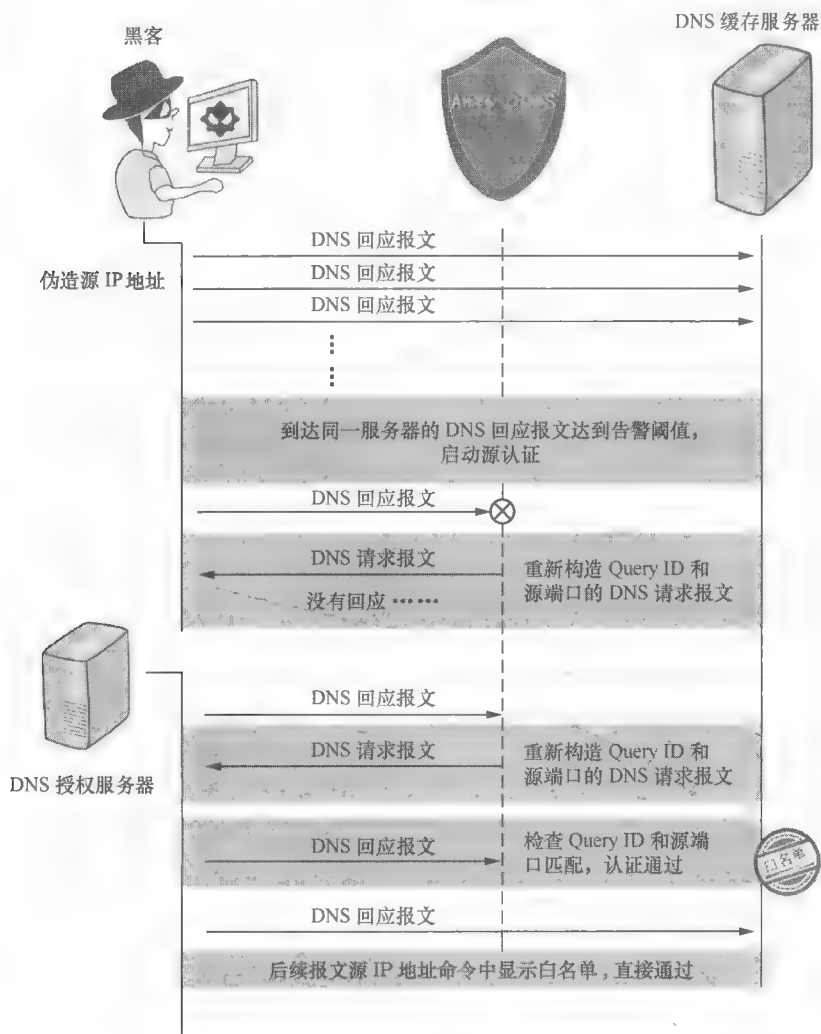 DNS 缓存服务器
黑客
DNS 回应报文
伪造源 IP 地址
DNS 回应报文
DNS 回应报文
到达同一服务器的 DNS 回应报文达到告警阈值,
启动源认证
DNS 回应报文
DNS 请求报文
重新构造 Query ID 和
源端口的 DNS 请求报文
没有回应 ……
DNS 回应报文
DNS 请求报文
重新构造 Query ID 和
源端口的 DNS 请求报文
DNS 授权服务器
DNS 回应报文
检查 Query ID 和源端
口匹配，认证通过
白名单
DNS 回应报文
后续报文源 IP 地址命令中显示白名单 , 直接通过